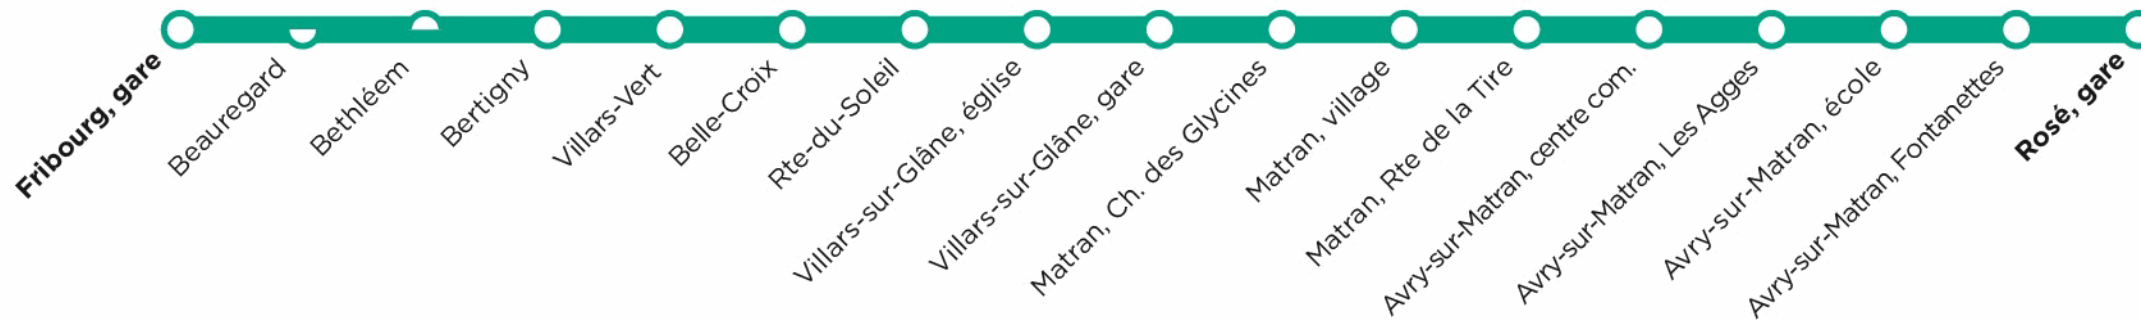 Fribourg, gare
Beauregard
Bethléem
Bertigny
Villars-Vert
Belle-Croix
Rte-du-Soleil
Villars-sur-Glâne, église
Villars-sur-Glâne, gare
Matran, Ch. des Glycines
Matran, village
Matran, Rte de la Tire
Avry-sur-Matran, centre com.
Avry-sur-Matran, Les Agges
Avry-sur-Matran, école
Avry-sur-Matran, Fontanettes
Rosé, gare